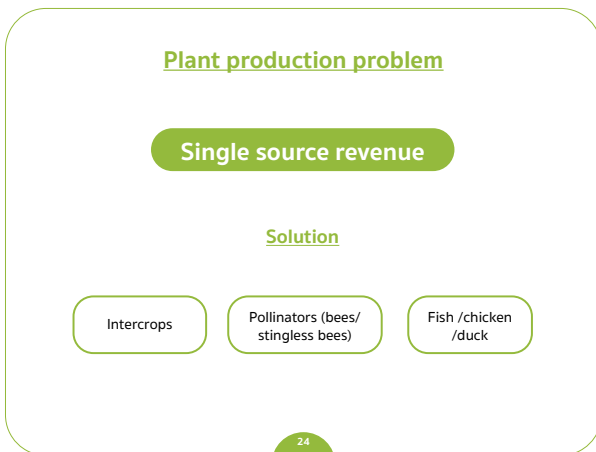 Plant production problem
Single source revenue
Solution
Intercrops
Pollinators (bees/
stingless bees)
Fish /chicken
/duck
24